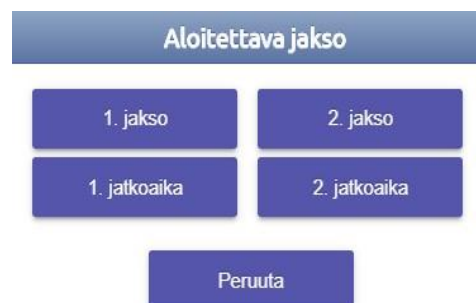 Aloitettava jakso
1. jakso 2. jakso
1. jatkoaika 2. jatkoaika
Peruuta